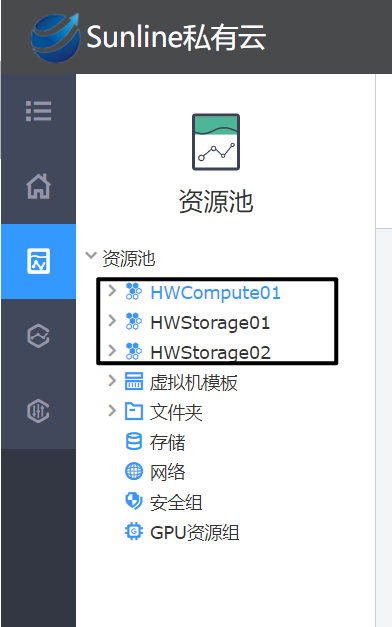 Sunline私有云
资源池
资源池
HWCompute01
HWStorage01
HWStorage02
虚拟机模板
文件夹
存储
网络
安全组
GPU资源组